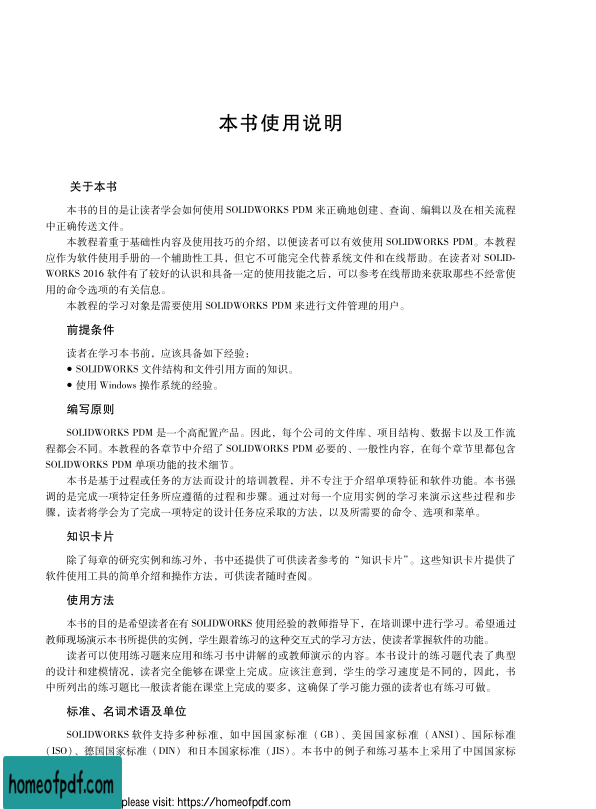 本书使用说明
关于本书
本书的目的是让读者学会如何使用 SOLIDWORKS PDM 来正确地创建、查询、编辑以及在相关流程
中正确传送文件。
本教程着重于基础性内容及使用技巧的介绍，以便读者可以有效使用 SOLIDWORKS PDM。本教程
应作为软件使用手册的一个辅助性工具，但它不可能完全代替系统文件和在线帮助。在读者对 SOLID-
WORKS 2016 软件有了较好的认识和具备一定的使用技能之后，可以参考在线帮助来获取那些不经常使
用的命令选项的有关信息。
本教程的学习对象是需要使用 SOLIDWORKS PDM 来进行文件管理的用户。
前提条件
读者在学习本书前，应该具备如下经验：
● SOLIDWORKS 文件结构和文件引用方面的知识。
● 使用 Windows 操作系统的经验。
编写原则
SOLIDWORKS PDM 是一个高配置产品。因此，每个公司的文件库、项目结构、数据卡以及工作流
程都会不同。本教程的各章节中介绍了 SOLIDWORKS PDM 必要的、一般性内容，在每个章节里都包含
SOLIDWORKS PDM 单项功能的技术细节。
本书是基于过程或任务的方法而设计的培训教程，并不专注于介绍单项特征和软件功能。本书强
调的是完成一项特定任务所应遵循的过程和步骤。通过对每一个应用实例的学习来演示这些过程和步
骤，读者将学会为了完成一项特定的设计任务应采取的方法，以及所需要的命令、选项和菜单。
知识卡片
除了每章的研究实例和练习外，书中还提供了可供读者参考的“知识卡片”。这些知识卡片提供了
软件使用工具的简单介绍和操作方法，可供读者随时查阅。
使用方法
本书的目的是希望读者在有 SOLIDWORKS 使用经验的教师指导下，在培训课中进行学习。希望通过
教师现场演示本书所提供的实例，学生跟着练习的这种交互式的学习方法，使读者掌握软件的功能。
读者可以使用练习题来应用和练习书中讲解的或教师演示的内容。本书设计的练习题代表了典型
的设计和建模情况，读者完全能够在课堂上完成。应该注意到，学生的学习速度是不同的，因此，书
中所列出的练习题比一般读者能在课堂上完成的要多，这确保了学习能力强的读者也有练习可做。
标准、名词术语及单位
SOLIDWORKS 软件支持多种标准，如中国国家标准（GB）、美国国家标准（ANSI）、国际标准
（ISO）、德国国家标准（DIN）和日本国家标准（JIS）。本书中的例子和练习基本上采用了中国国家标
homeofpdf.com
please visit: https://homeofpdf.com